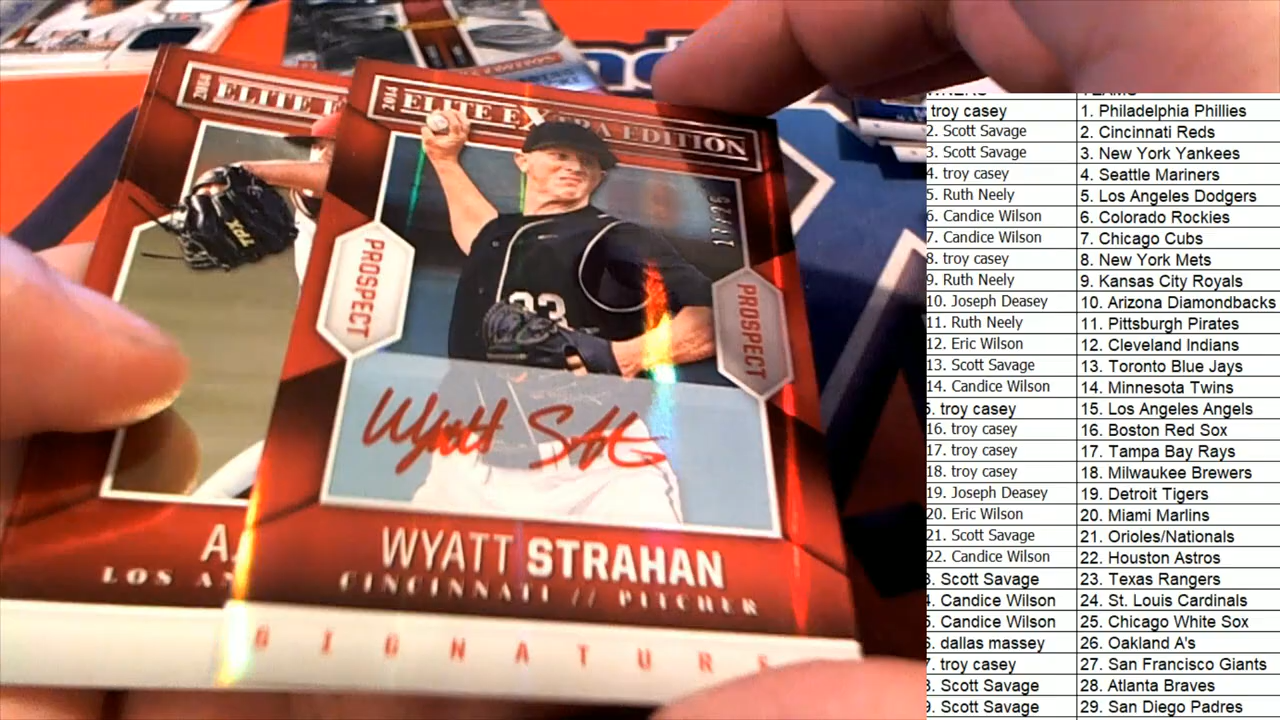 2014 ELITE EXTRA EDITION
PROSPECT
PROSPECT
33
Wyatt
WYATT STRAHAN
CINCINNATI // PITCHER
SIGNATURE
ELITE
LOS
troy casey 1. Philadelphia Phillies
2. Scott Savage 2. Cincinnati Reds
3. Scott Savage 3. New York Yankees
4. troy casey 4. Seattle Mariners
5. Ruth Neely 5. Los Angeles Dodgers
6. Candice Wilson 6. Colorado Rockies
7. Candice Wilson 7. Chicago Cubs
8. troy casey 8. New York Mets
9. Ruth Neely 9. Kansas City Royals
10. Joseph Deasey 10. Arizona Diamondbacks
11. Ruth Neely 11. Pittsburgh Pirates
12. Eric Wilson 12. Cleveland Indians
13. Scott Savage 13. Toronto Blue Jays
14. Candice Wilson 14. Minnesota Twins
5. troy casey 15. Los Angeles Angels
16. troy casey 16. Boston Red Sox
17. troy casey 17. Tampa Bay Rays
18. troy casey 18. Milwaukee Brewers
19. Joseph Deasey 19. Detroit Tigers
20. Eric Wilson 20. Miami Marlins
21. Scott Savage 21. Orioles/Nationals
22. Candice Wilson 22. Houston Astros
3. Scott Savage 23. Texas Rangers
4. Candice Wilson 24. St. Louis Cardinals
5. Candice Wilson 25. Chicago White Sox
6. dallas massey 26. Oakland A's
7. troy casey 27. San Francisco Giants
8. Scott Savage 28. Atlanta Braves
9. Scott Savage 29. San Diego Padres